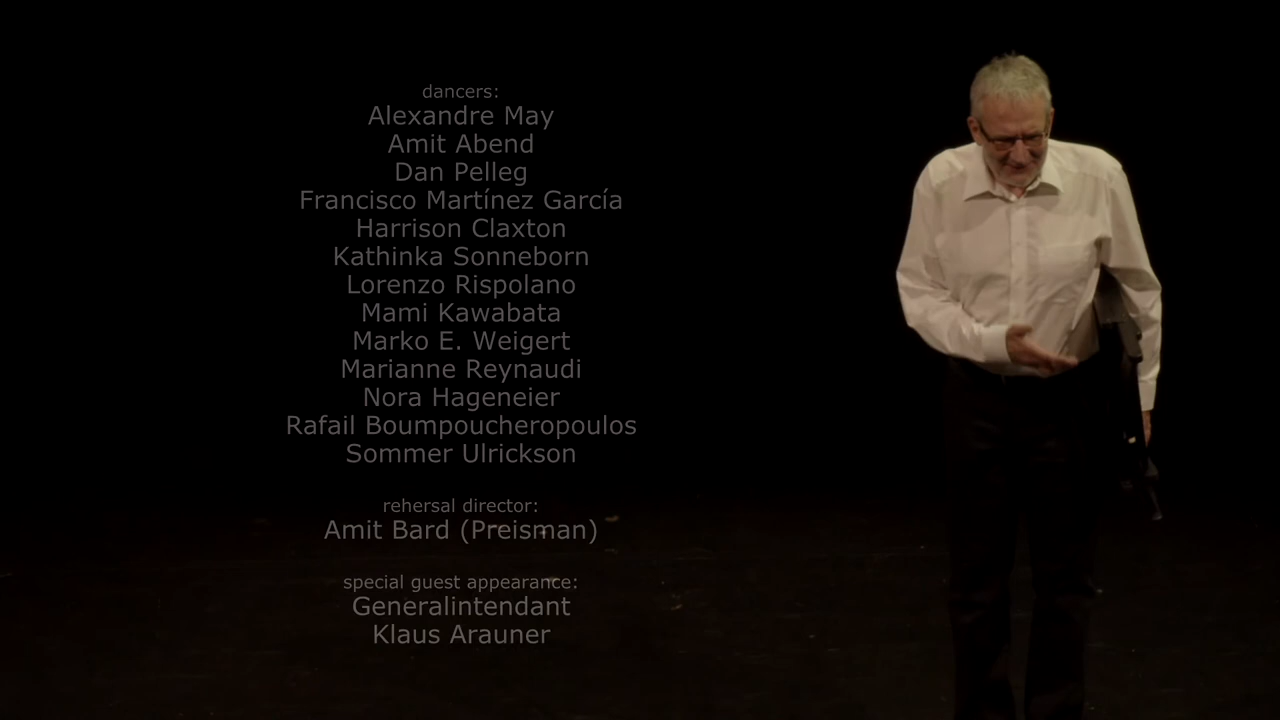 dancers:
Alexandre May
Amit Abend
Dan Pelleg
Francisco Martínez García
Harrison Claxton
Kathinka Sonneborn
Lorenzo Rispolano
Mami Kawabata
Marko E. Weigert
Marianne Reynaudi
Nora Hageneier
Rafail Boumpoucheropoulos
Sommer Ulrickson
rehersal director:
Amit Bard (Preisman)
special guest appearance:
Generalintendant
Klaus Arauner